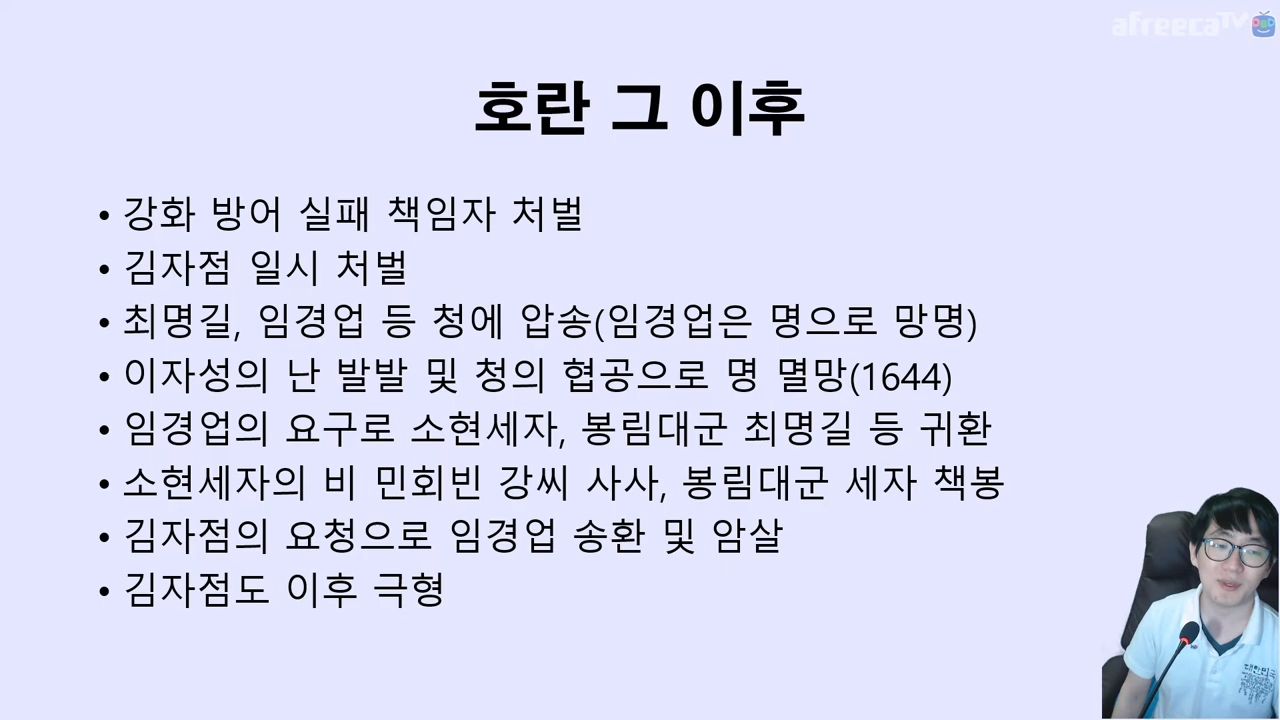 afreecaTV
호란 그 이후
• 강화 방어 실패 책임자 처벌
• 김자점 일시 처벌
• 최명길, 임경업 등 청에 압송(임경업은 명으로 망명)
• 이자성의 난 발발 및 청의 협공으로 명 멸망(1644)
• 임경업의 요구로 소현세자, 봉림대군 최명길 등 귀환
• 소현세자의 비 민회빈 강씨 사사, 봉림대군 세자 책봉
• 김자점의 요청으로 임경업 송환 및 암살
• 김자점도 이후 극형
대한민국